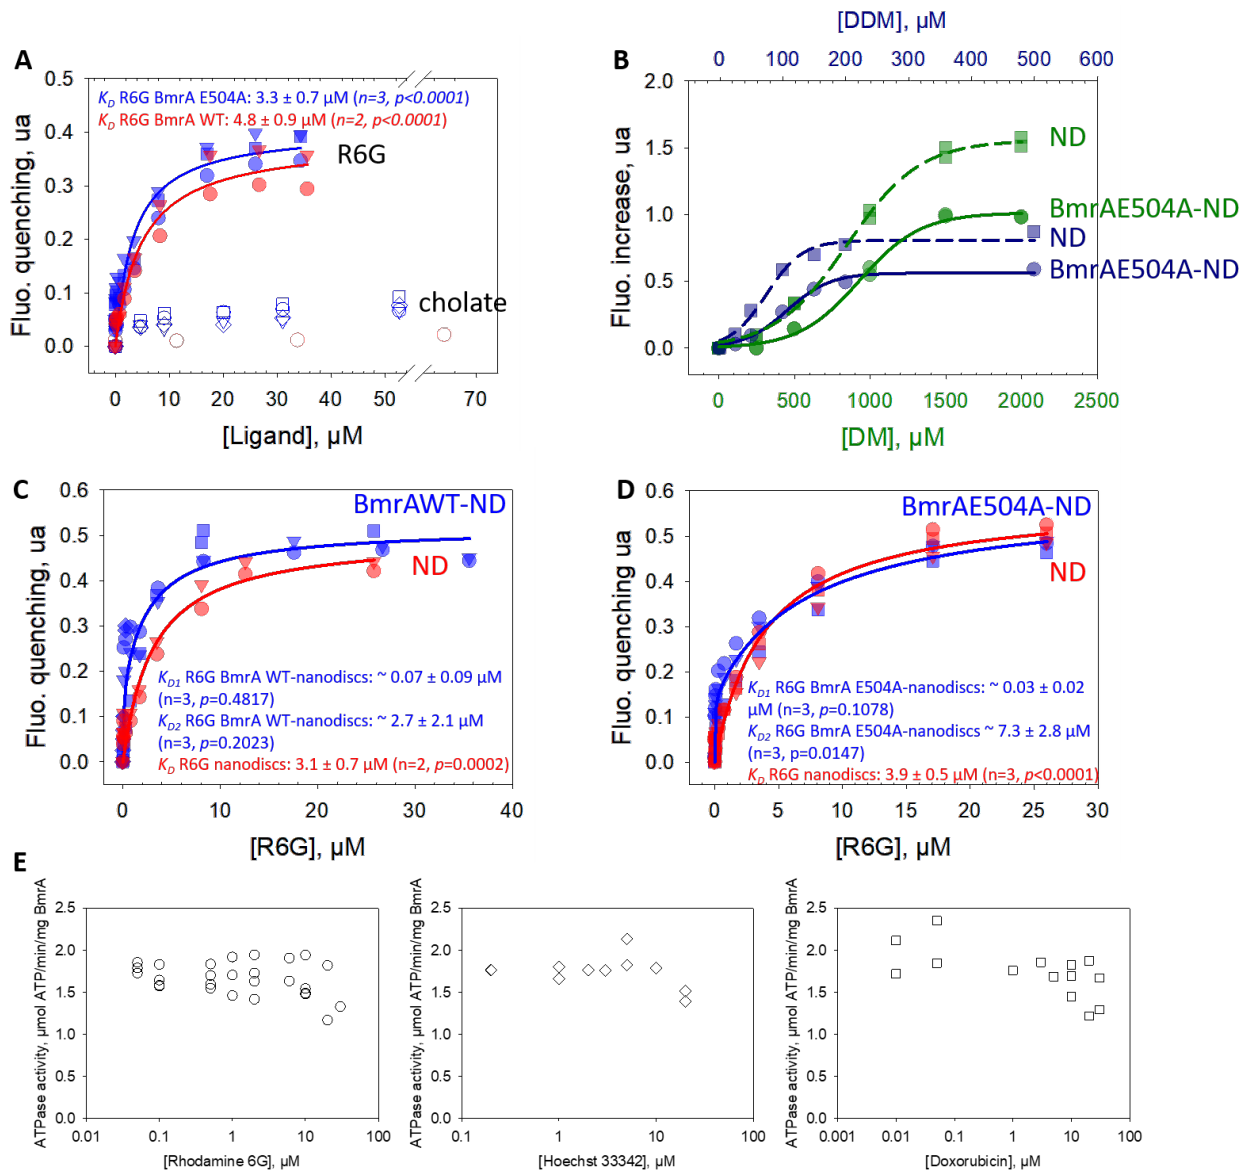 A
0.5
0.4
0.3
0.2
0.1
0.0
Fluo. quenching, ua
K_D R6G BmrA E504A: 3.3 ± 0.7 µM (n=3, p<0.0001)
K_D R6G BmrA WT: 4.8 ± 0.9 µM (n=2, p<0.0001)
R6G
cholate
0 10 20 30 40 50 70
[Ligand], µM
B
[DDM], µM
0 100 200 300 400 500 600
2.0
1.5
1.0
0.5
0.0
Fluo. increase, ua
ND
BmrAE504A-ND
ND
BmrAE504A-ND
0 500 1000 1500 2000 2500
[DM], µM
C
0.6
0.5
0.4
0.3
0.2
0.1
0.0
Fluo. quenching, ua
BmrAWT-ND
ND
K_D1 R6G BmrA WT-nanodiscs: ~ 0.07 ± 0.09 µM
(n=3, p=0.4817)
K_D2 R6G BmrA WT-nanodiscs: ~ 2.7 ± 2.1 µM
(n=3, p=0.2023)
K_D R6G nanodiscs: 3.1 ± 0.7 µM (n=2, p=0.0002)
0 10 20 30 40
[R6G], µM
D
0.6
0.5
0.4
0.3
0.2
0.1
0.0
Fluo. quenching ua
BmrAE504A-ND
ND
K_D1 R6G BmrA E504A-nanodiscs: ~ 0.03 ± 0.02
µM (n=3, p=0.1078)
K_D2 R6G BmrA E504A-nanodiscs ~ 7.3 ± 2.8 µM
(n=3, p=0.0147)
K_D R6G nanodiscs: 3.9 ± 0.5 µM (n=3, p<0.0001)
0 5 10 15 20 25 30
[R6G], µM
E
ATPase activity, µmol ATP/min/mg BmrA
2.5
2.0
1.5
1.0
0.5
0.0
0.01 0.1 1 10 100
[Rhodamine 6G], µM
ATPase activity, µmol ATP/min/mg BmrA
2.5
2.0
1.5
1.0
0.5
0.0
0.1 1 10 100
[Hoechst 33342], µM
ATPase activity, µmol ATP/min/mg BmrA
2.5
2.0
1.5
1.0
0.5
0.0
0.001 0.01 0.1 1 10 100
[Doxorubicin], µM